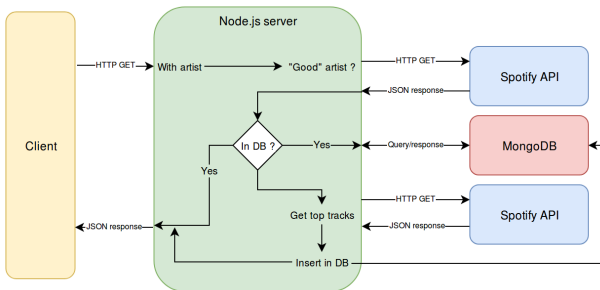 Node.js server
HTTP GET
With artist
"Good" artist ?
HTTP GET
Spotify API
JSON response
Client
In DB ?
Yes
Query/response
MongoDB
Yes
HTTP GET
Spotify API
Get top tracks
JSON response
JSON response
Insert in DB